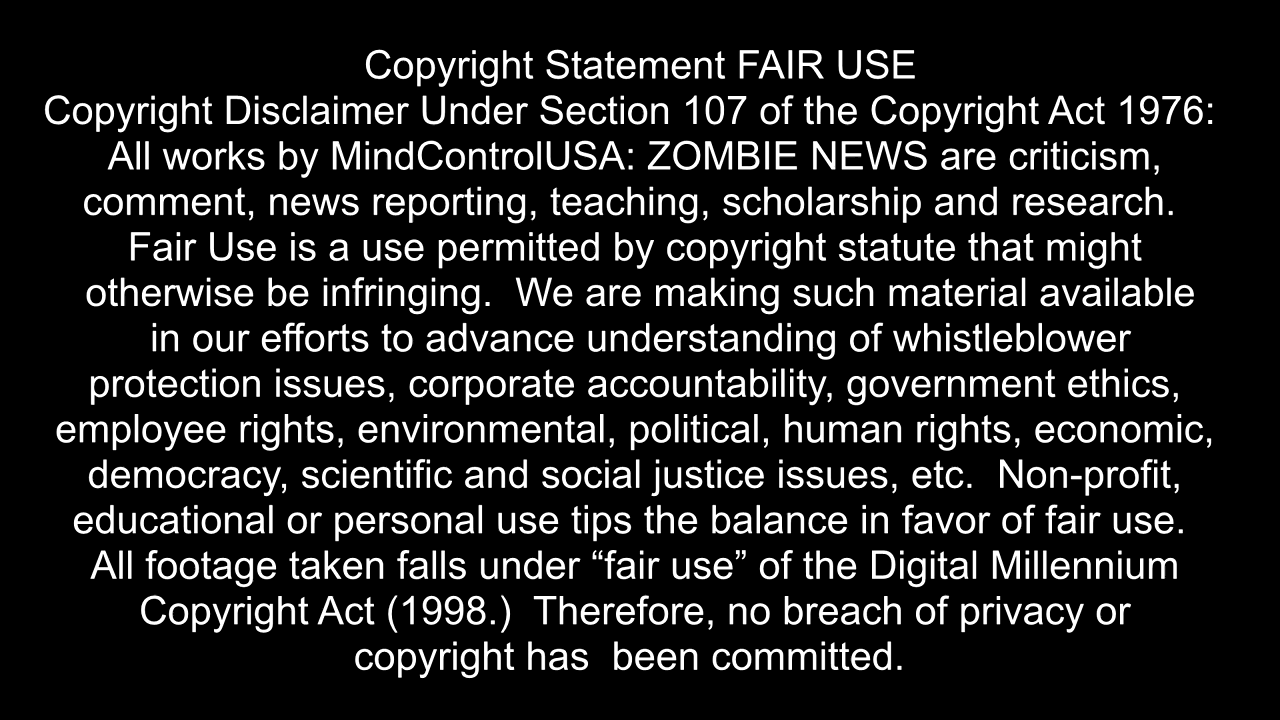 Copyright Statement FAIR USE
Copyright Disclaimer Under Section 107 of the Copyright Act 1976:
All works by MindControlUSA: ZOMBIE NEWS are criticism,
comment, news reporting, teaching, scholarship and research.
Fair Use is a use permitted by copyright statute that might
otherwise be infringing.  We are making such material available
in our efforts to advance understanding of whistleblower
protection issues, corporate accountability, government ethics,
employee rights, environmental, political, human rights, economic,
democracy, scientific and social justice issues, etc.  Non-profit,
educational or personal use tips the balance in favor of fair use.
All footage taken falls under “fair use” of the Digital Millennium
Copyright Act (1998.)  Therefore, no breach of privacy or
copyright has  been committed.